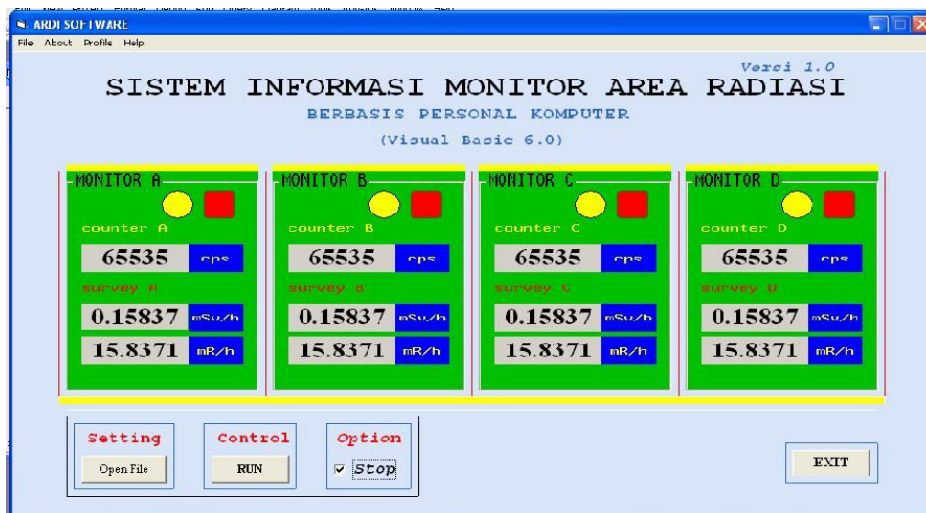 ARDI SOFTWARE
File About Profile Help
Versi 1.0
SISTEM INFORMASI MONITOR AREA RADIASI
BERBASIS PERSONAL KOMPUTER
(Visual Basic 6.0)
MONITOR A MONITOR B MONITOR C MONITOR D
counter A counter B counter C counter D
65535 cps 65535 cps 65535 cps 65535 cps
survey A survey B survey C survey D
0.15837 mSv/h 0.15837 mSv/h 0.15837 mSv/h 0.15837 mSv/h
15.8371 mR/h 15.8371 mR/h 15.8371 mR/h 15.8371 mR/h
Setting Control Option
Open File RUN Stop EXIT